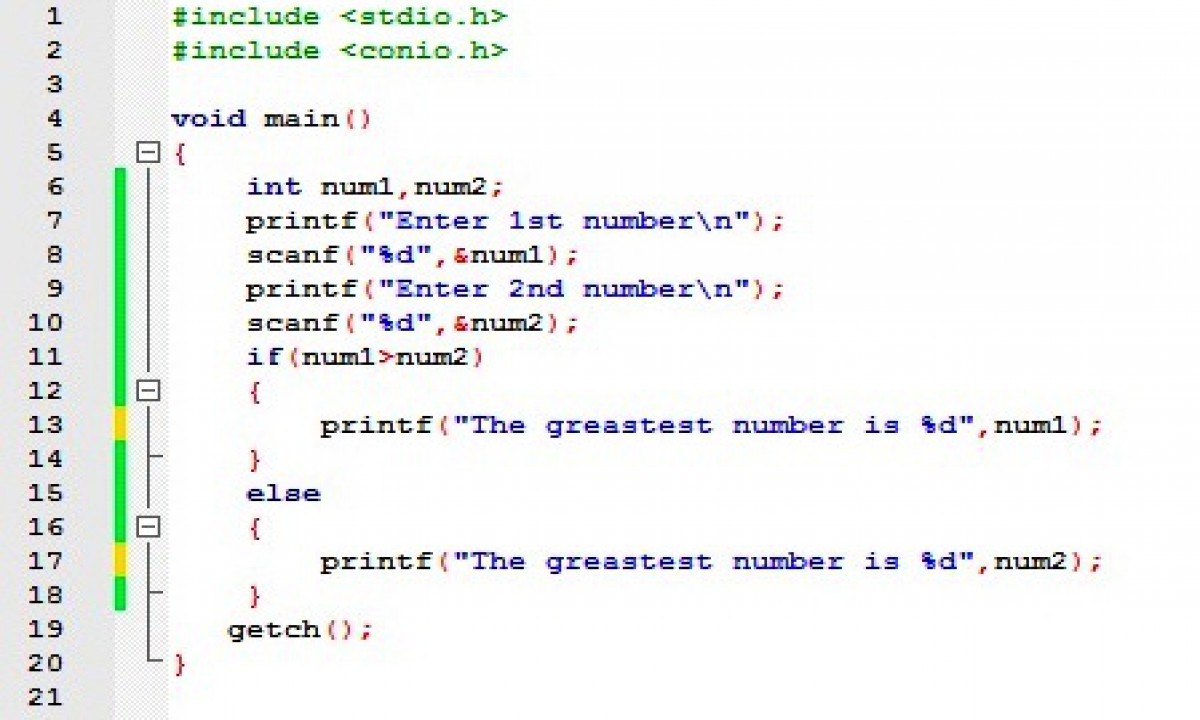 1 #include <stdio.h>
2 #include <conio.h>
3
4 void main()
5 {
6 int num1,num2;
7 printf("Enter 1st number\n");
8 scanf("%d",&num1);
9 printf("Enter 2nd number\n");
10 scanf("%d",&num2);
11 if(num1>num2)
12 {
13 printf("The greastest number is %d",num1);
14 }
15 else
16 {
17 printf("The greastest number is %d",num2);
18 }
19 getch();
20 }
21